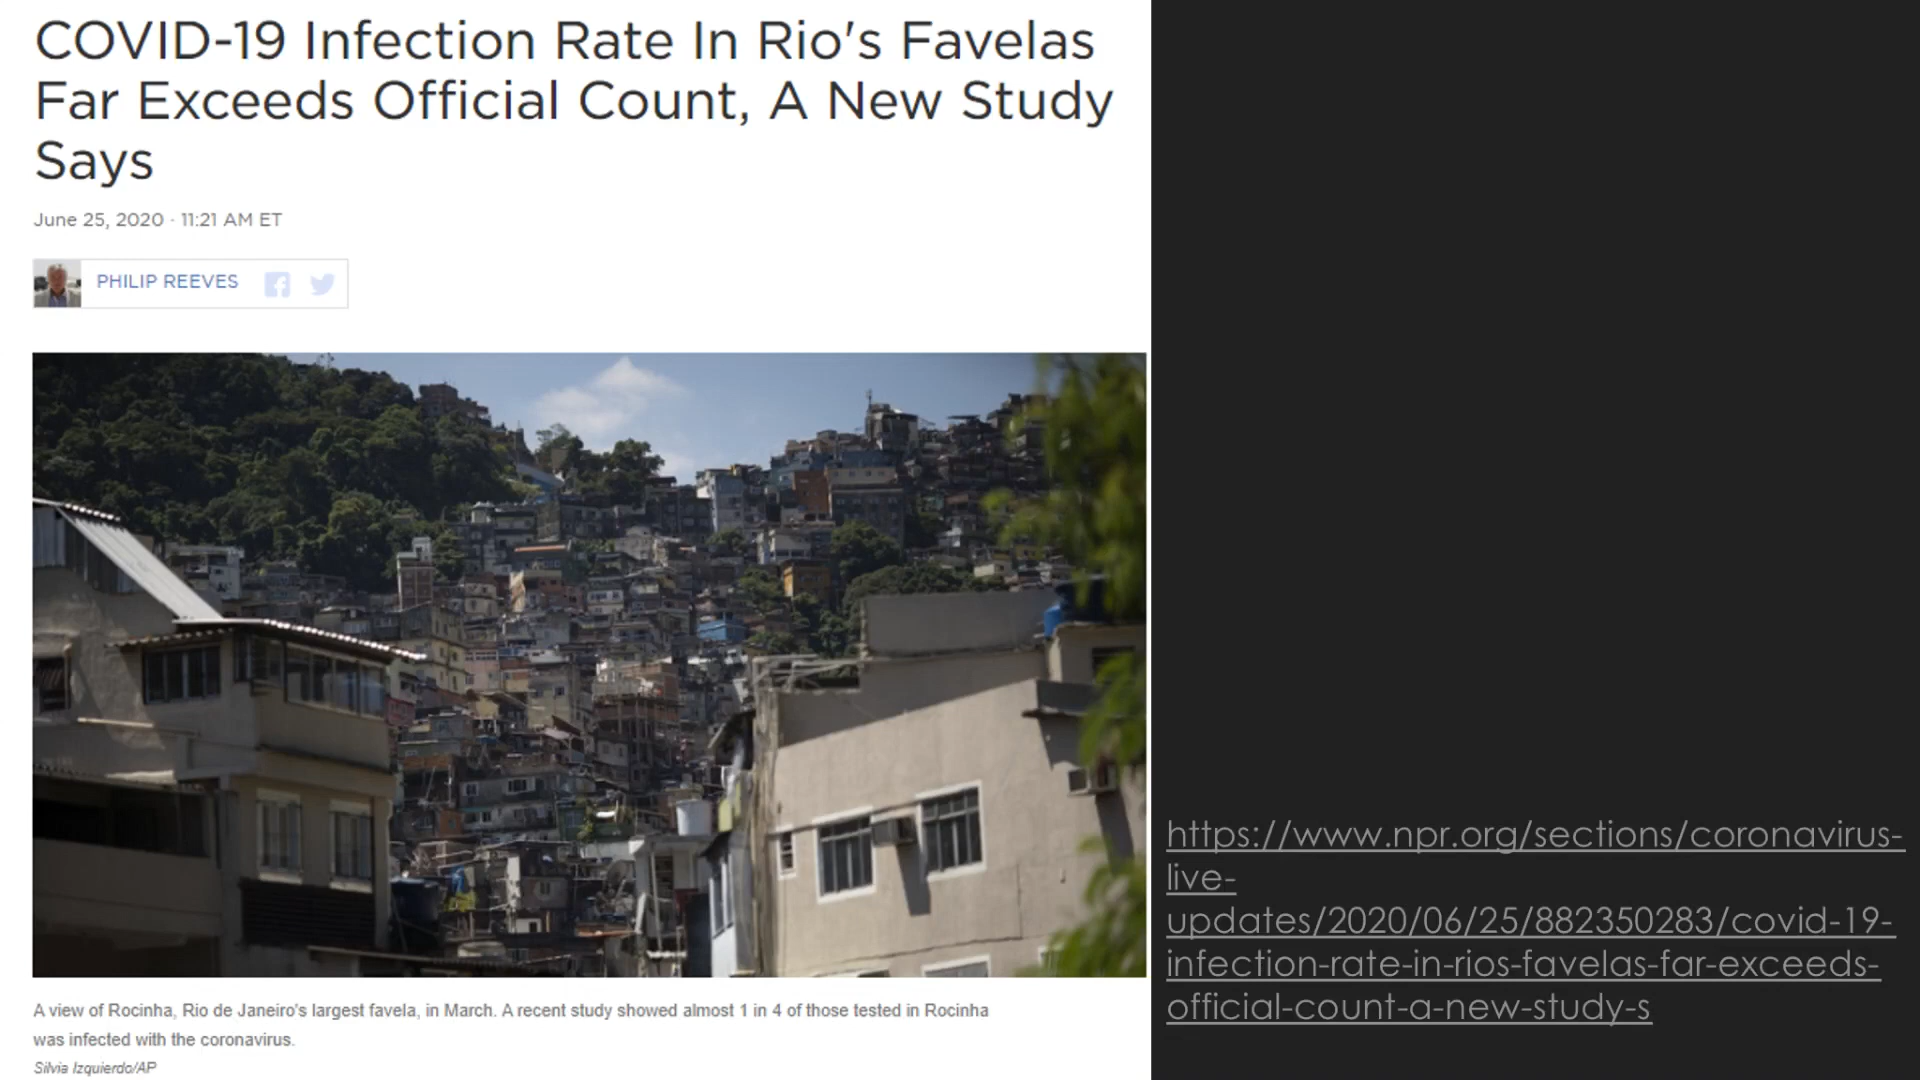 COVID-19 Infection Rate In Rio's Favelas
Far Exceeds Official Count, A New Study
Says
June 25, 2020 · 11:21 AM ET
PHILIP REEVES
A view of Rocinha, Rio de Janeiro's largest favela, in March. A recent study showed almost 1 in 4 of those tested in Rocinha
was infected with the coronavirus.
Silvia Izquierdo/AP
https://www.npr.org/sections/coronavirus-
live-
updates/2020/06/25/882350283/covid-19-
infection-rate-in-rios-favelas-far-exceeds-
official-count-a-new-study-s